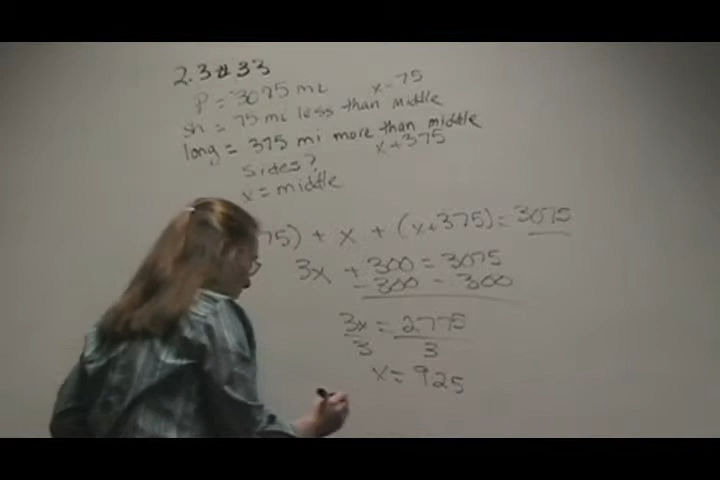 2.3 # 33
P = 3075 mi
x - 75
sh = 75 mi less than middle
long = 375 mi more than middle
x + 375
sides?
x = middle
75) + x + (x+375) = 3075
3x + 300 = 3075
- 300 - 300
3x = 2775
3 3
x = 925